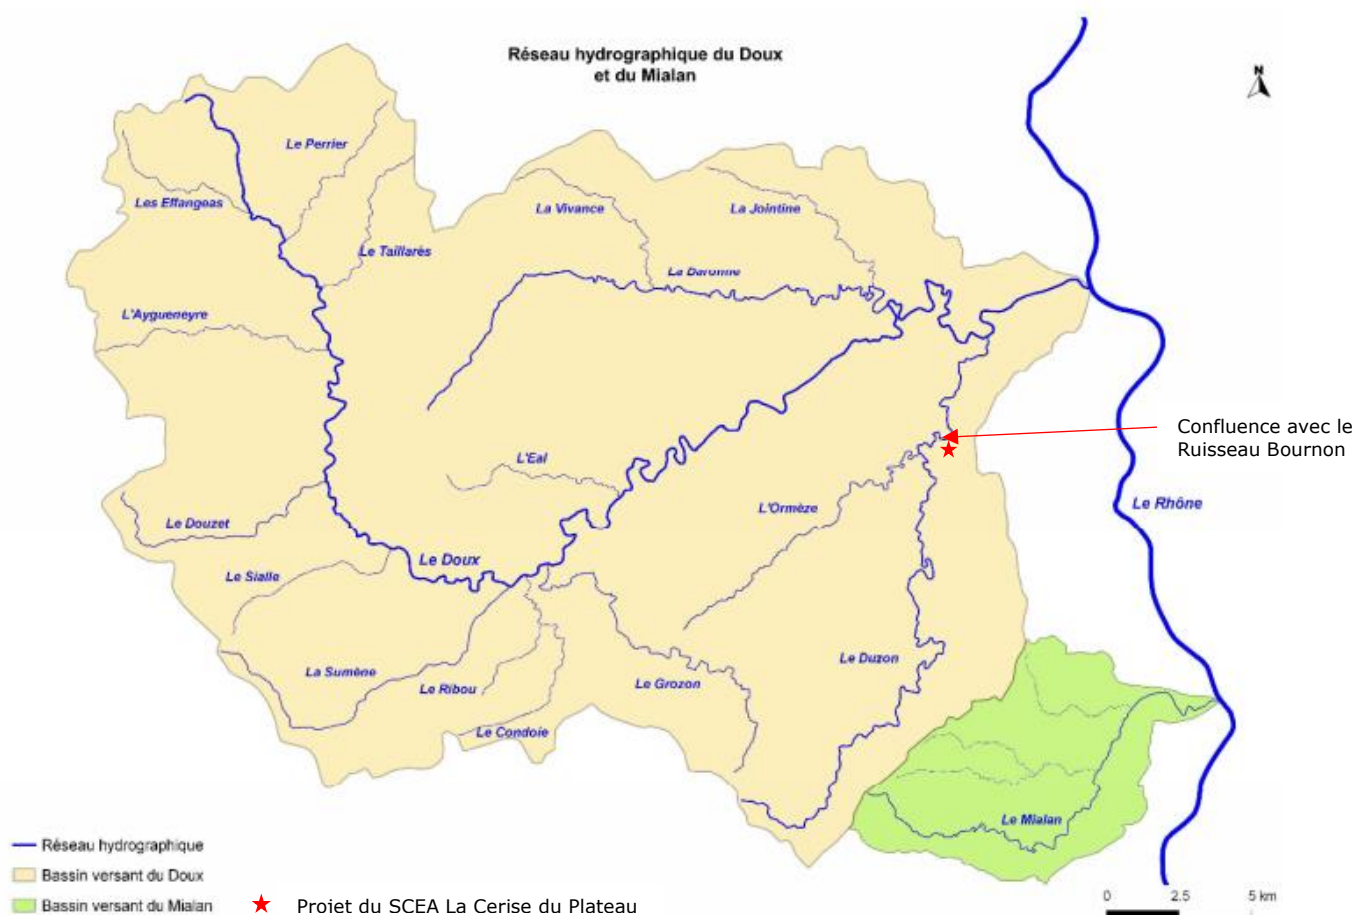 Réseau hydrographique du Doux
et du Mialan
N
Le Perrier
Les Effangeas
La Vivance
La Jointine
Le Taillarès
La Daronne
L'Aygueneyre
Confluence avec le
Ruisseau Bournon
L'Eal
Le Rhône
L'Ormèze
Le Douzet
Le Doux
Le Sialle
Le Duzon
La Sumène
Le Ribou
Le Grozon
Le Condoie
Le Mialan
Réseau hydrographique
Bassin versant du Doux
Bassin versant du Mialan
Projet du SCEA La Cerise du Plateau
0 2.5 5 km